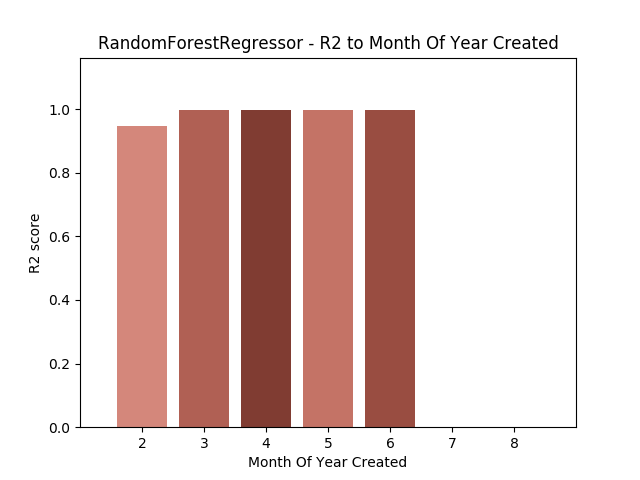 RandomForestRegressor - R2 to Month Of Year Created
1.0
0.8
0.6
0.4
0.2
0.0
R2 score
2 3 4 5 6 7 8
Month Of Year Created